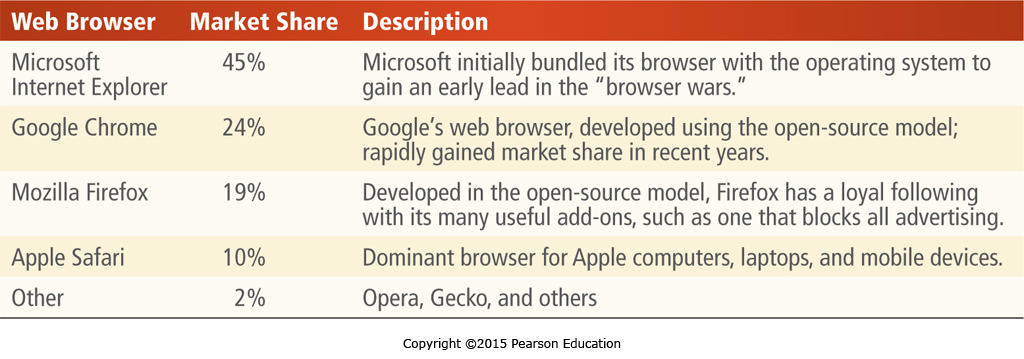 Web Browser Market Share Description
Microsoft 45% Microsoft initially bundled its browser with the operating system to
Internet Explorer gain an early lead in the “browser wars.”
Google Chrome 24% Google’s web browser, developed using the open-source model;
rapidly gained market share in recent years.
Mozilla Firefox 19% Developed in the open-source model, Firefox has a loyal following
with its many useful add-ons, such as one that blocks all advertising.
Apple Safari 10% Dominant browser for Apple computers, laptops, and mobile devices.
Other 2% Opera, Gecko, and others
Copyright ©2015 Pearson Education